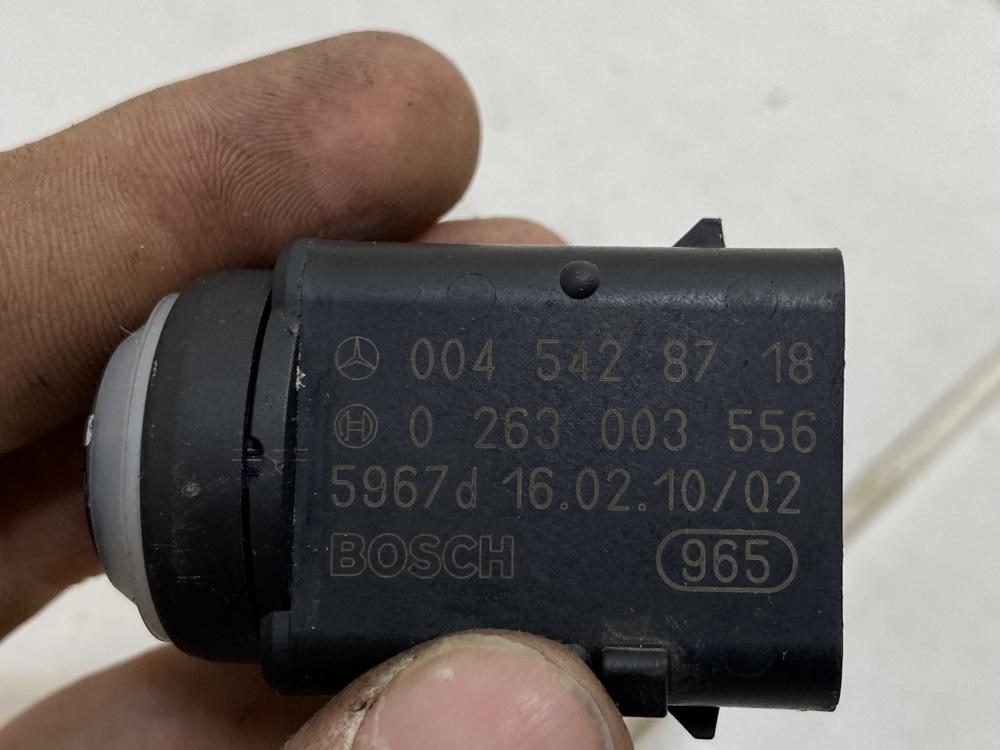 004 542 87 18
0 263 003 556
5967d 16.02.10/Q2
BOSCH 965